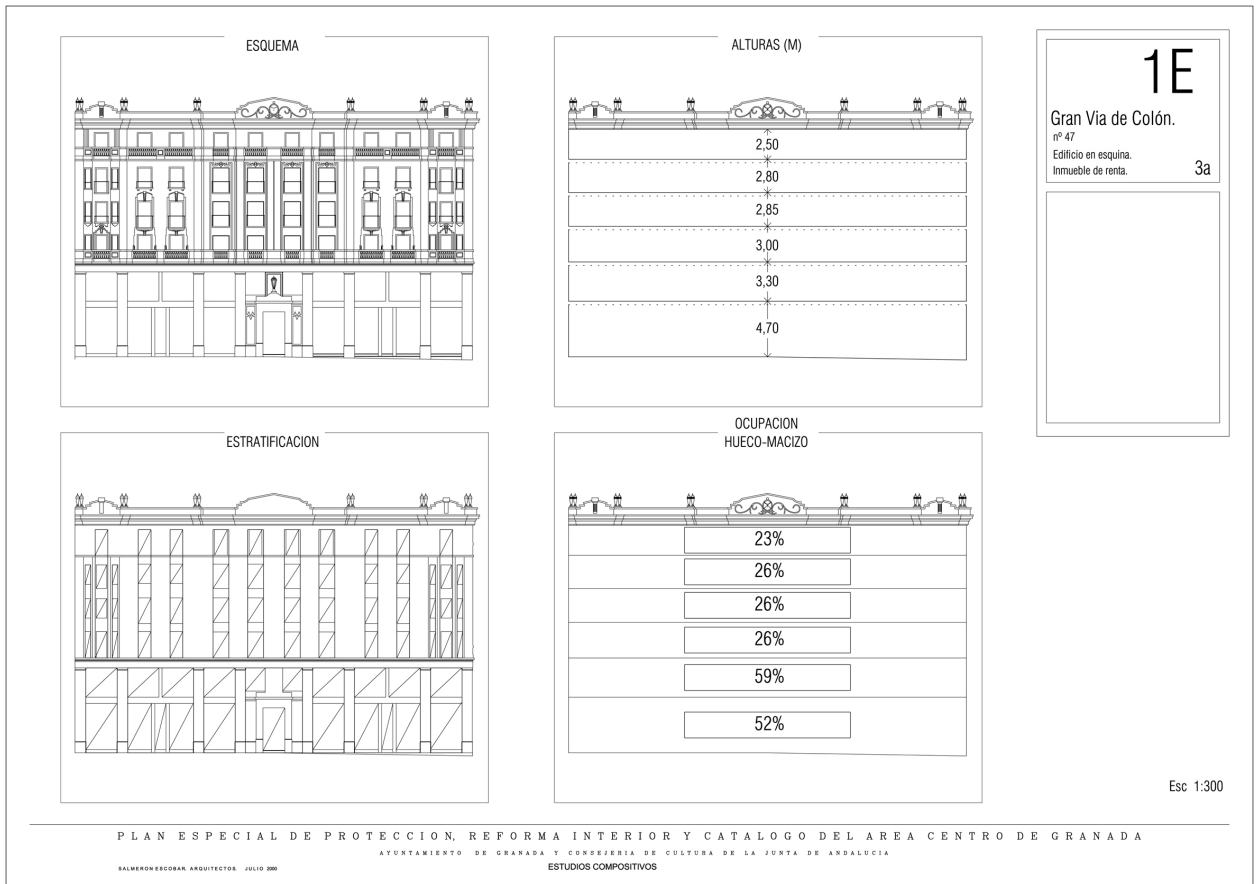 ESQUEMA
ALTURAS (M)
2,50
2,80
2,85
3,00
3,30
4,70
1E
Gran Via de Colón.
nº 47
Edificio en esquina.
Inmueble de renta.
3a
ESTRATIFICACION
OCUPACION
HUECO-MACIZO
23%
26%
26%
26%
59%
52%
Esc 1:300
PLAN ESPECIAL DE PROTECCION, REFORMA INTERIOR Y CATALOGO DEL AREA CENTRO DE GRANADA
AYUNTAMIENTO DE GRANADA Y CONSEJERIA DE CULTURA DE LA JUNTA DE ANDALUCIA
SALMERON ESCOBAR. ARQUITECTOS. JULIO 2000
ESTUDIOS COMPOSITIVOS